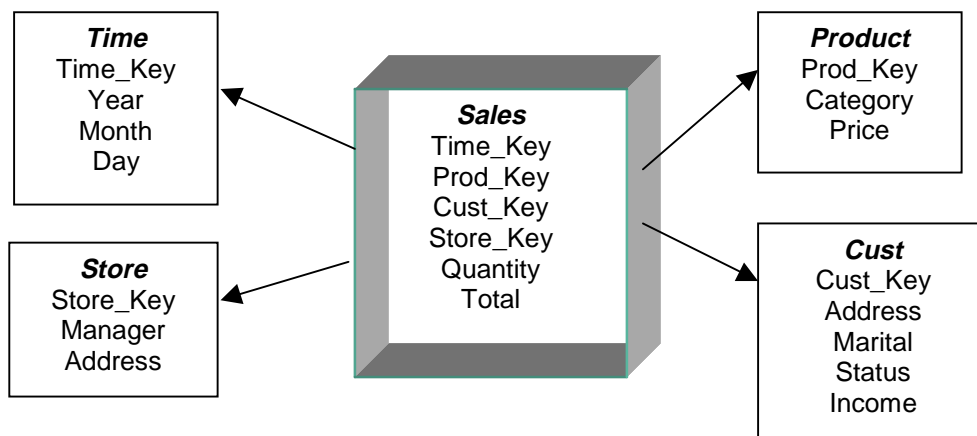 Time
Time_Key
Year
Month
Day
Store
Store_Key
Manager
Address
Sales
Time_Key
Prod_Key
Cust_Key
Store_Key
Quantity
Total
Product
Prod_Key
Category
Price
Cust
Cust_Key
Address
Marital
Status
Income